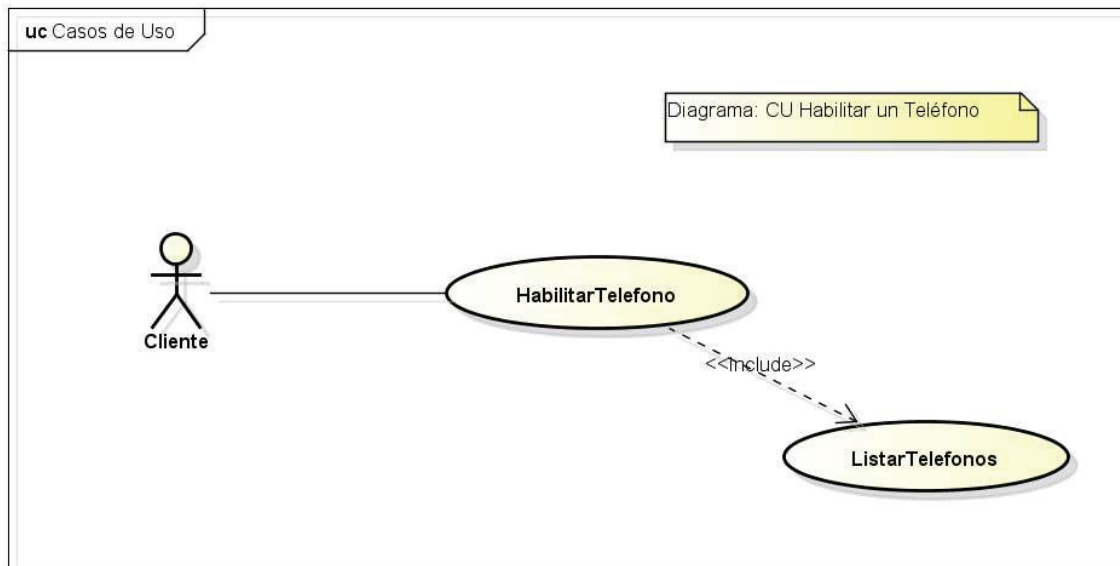 uc Casos de Uso
Diagrama: CU Habilitar un Teléfono
HabilitarTelefono
Cliente
<<include>>
ListarTelefonos